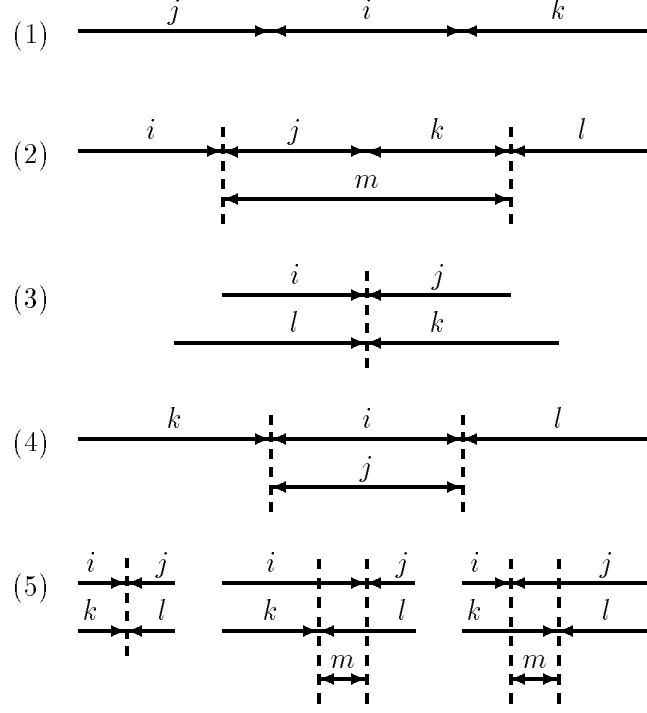 (1) j i k
(2) i j k l
m
(3) i j
l k
(4) k i l
j
(5) i j i j i j
k l k l k l
m m